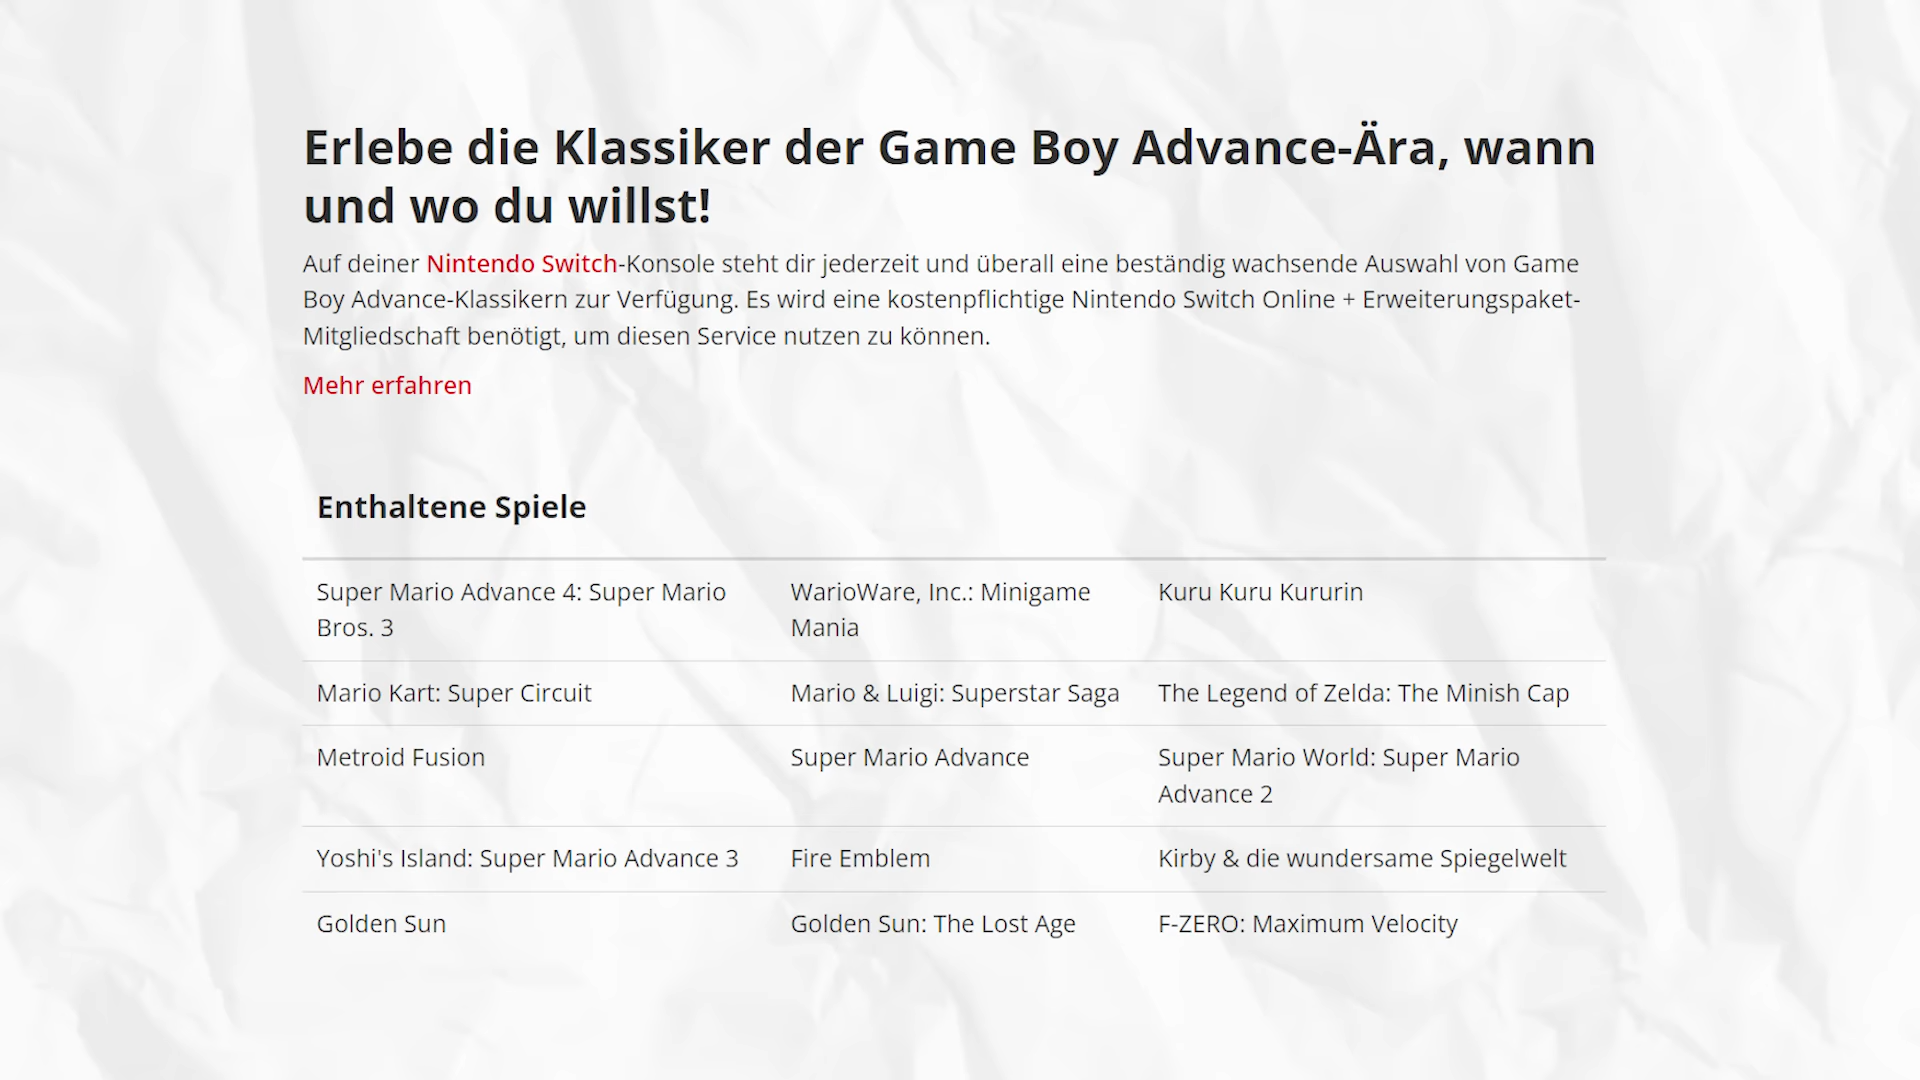 Erlebe die Klassiker der Game Boy Advance-Ära, wann
und wo du willst!
Auf deiner Nintendo Switch-Konsole steht dir jederzeit und überall eine beständig wachsende Auswahl von Game
Boy Advance-Klassikern zur Verfügung. Es wird eine kostenpflichtige Nintendo Switch Online + Erweiterungspaket-
Mitgliedschaft benötigt, um diesen Service nutzen zu können.
Mehr erfahren
Enthaltene Spiele
Super Mario Advance 4: Super Mario
Bros. 3
WarioWare, Inc.: Minigame
Mania
Kuru Kuru Kururin
Mario Kart: Super Circuit
Mario & Luigi: Superstar Saga
The Legend of Zelda: The Minish Cap
Metroid Fusion
Super Mario Advance
Super Mario World: Super Mario
Advance 2
Yoshi's Island: Super Mario Advance 3
Fire Emblem
Kirby & die wundersame Spiegelwelt
Golden Sun
Golden Sun: The Lost Age
F-ZERO: Maximum Velocity